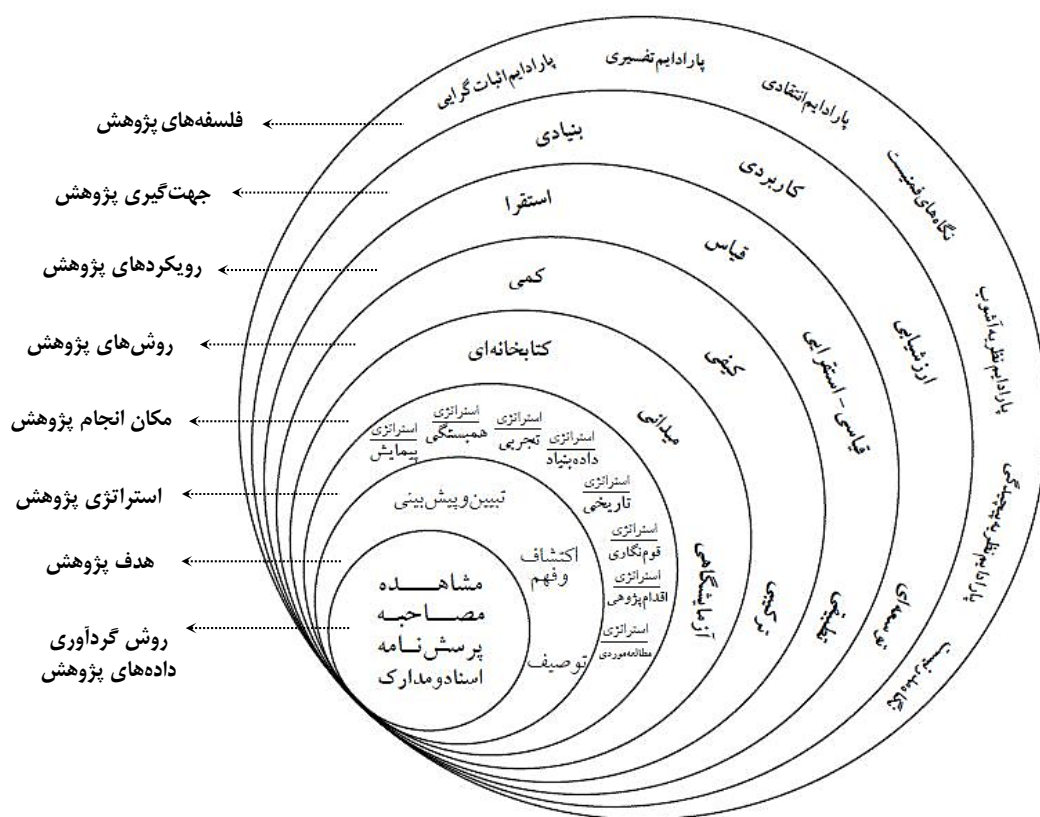 فلسفه‌های پژوهش
جهت‌گیری پژوهش
رویکردهای پژوهش
روش‌های پژوهش
مکان انجام پژوهش
استراتژی پژوهش
هدف پژوهش
روش گردآوری
داده‌های پژوهش
پارادایم اثبات‌گرایی
پارادایم تفسیری
پارادایم انتقادی
نگاه‌های فمنیست
پارادایم نظریه آشوب
پارادایم نظریه پیچیدگی
نگاه مدرنیست
بنیادی
کاربردی
ارزشیابی
توسعه‌ای
استقرا
قیاس
قیاسی - استقرایی
تطبیقی
کمی
کیفی
ترکیبی
کتابخانه‌ای
میدانی
آزمایشگاهی
استراتژی
پیمایش
استراتژی
همبستگی
استراتژی
تجربی
استراتژی
داده‌بنیاد
استراتژی
تاریخی
استراتژی
قوم‌نگاری
استراتژی
اقدام‌پژوهی
استراتژی
مطالعه موردی
تبیین و پیش‌بینی
اکتشاف
و فهم
توصیف
مشاهده
مصاحبه
پرسش‌نامه
اسناد و مدارک